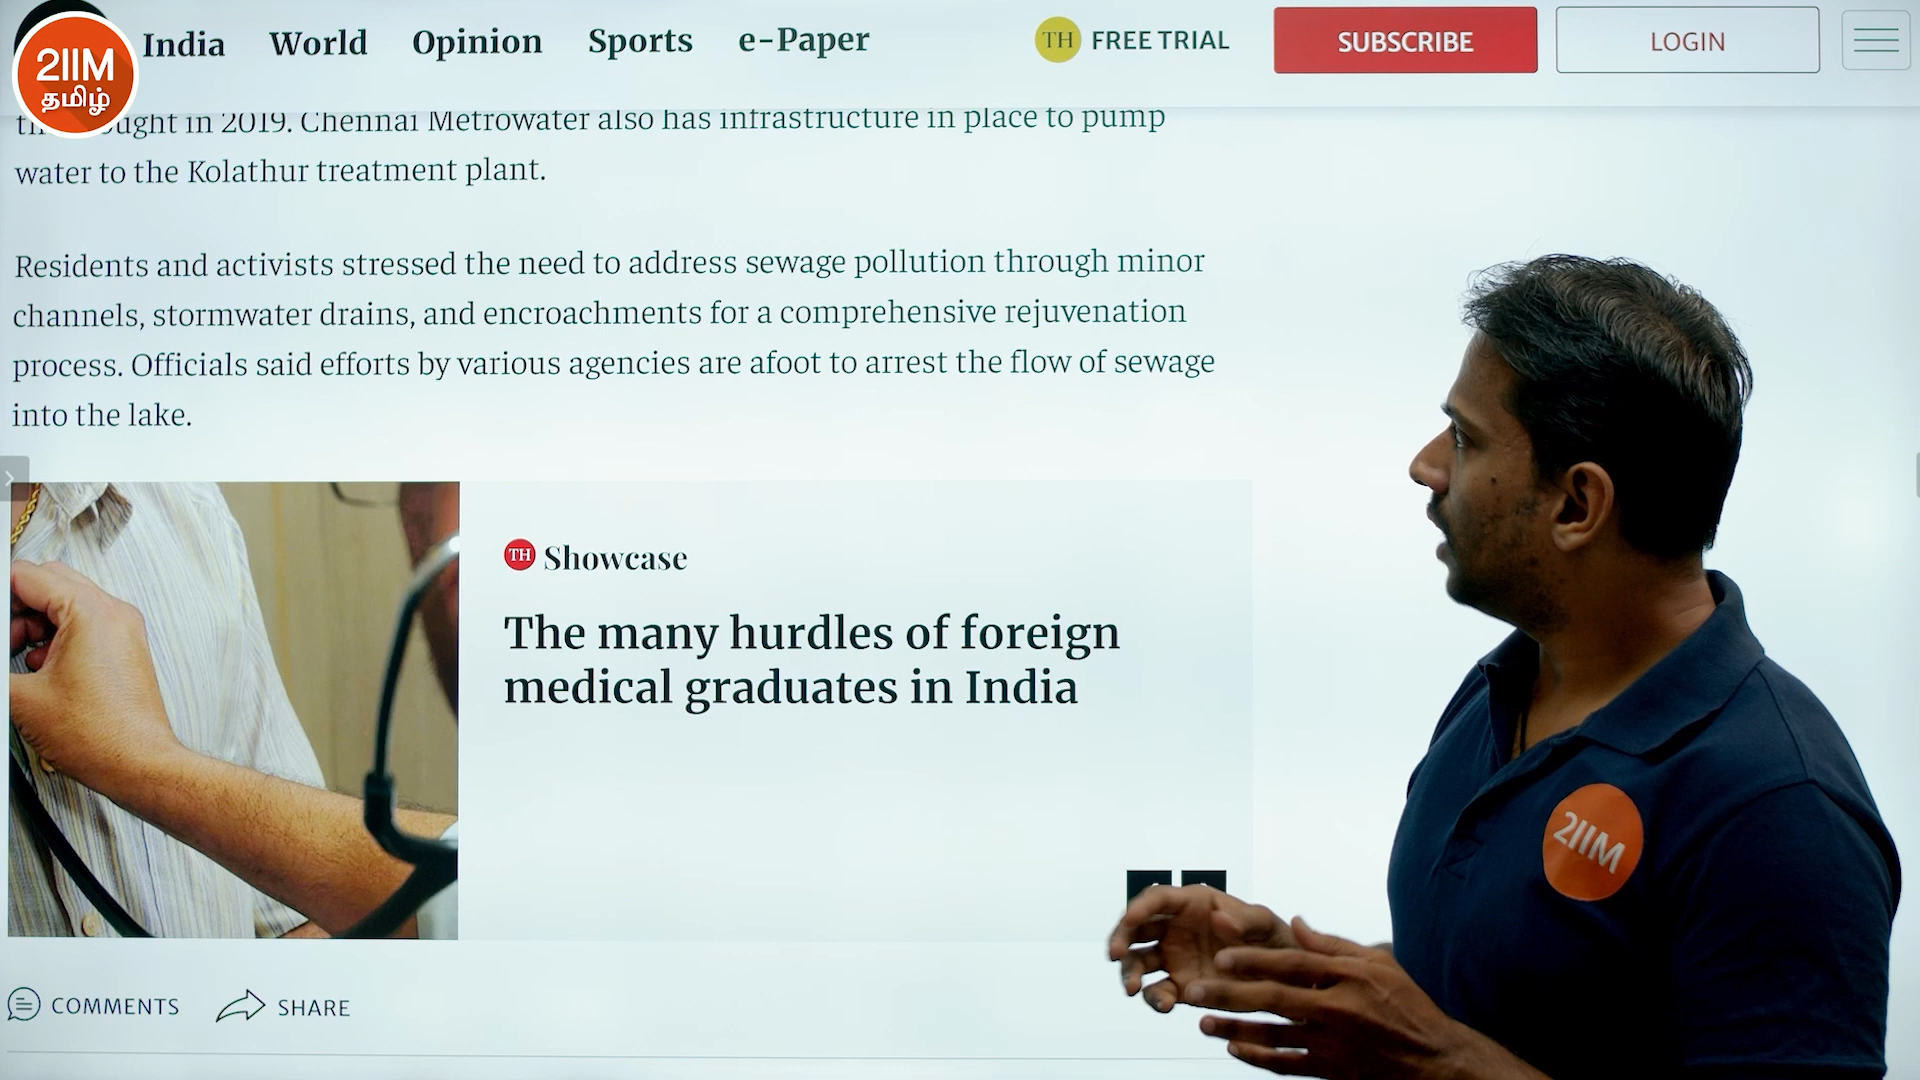 2IIM
தமிழ்
India World Opinion Sports e-Paper TH FREE TRIAL SUBSCRIBE LOGIN
in 2019. Chennai Metrowater also has infrastructure in place to pump
water to the Kolathur treatment plant.
Residents and activists stressed the need to address sewage pollution through minor
channels, stormwater drains, and encroachments for a comprehensive rejuvenation
process. Officials said efforts by various agencies are afoot to arrest the flow of sewage
into the lake.
TH Showcase
The many hurdles of foreign
medical graduates in India
2IIM
COMMENTS SHARE